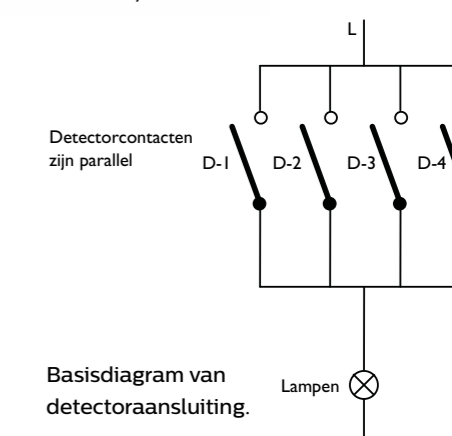 L
Detectorcontacten
zijn parallel
D-1
D-2
D-3
D-4
Basisdiagram van
detectoraansluiting.
Lampen